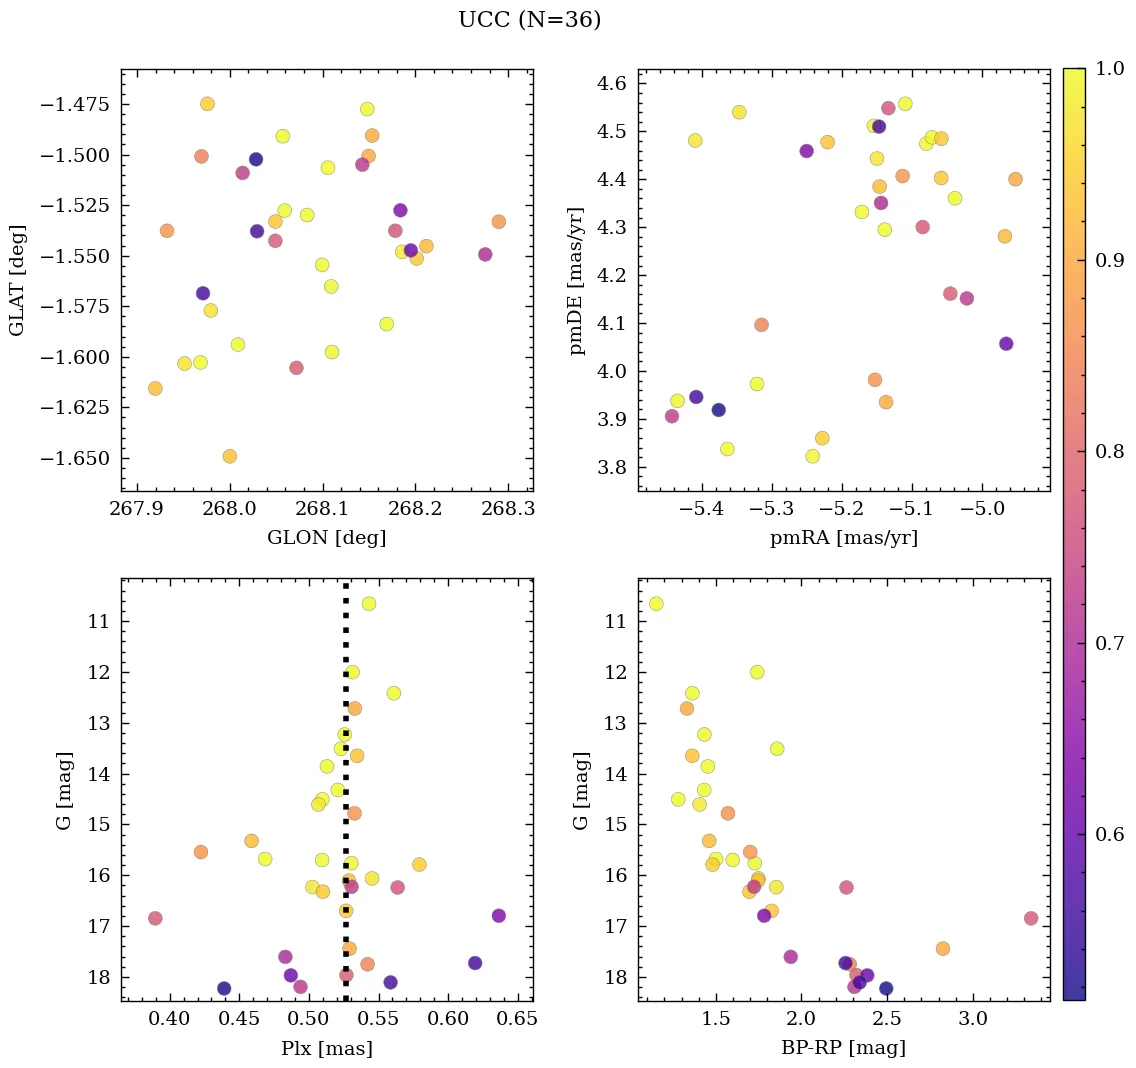 UCC (N=36)
−1.475
−1.500
−1.525
−1.550
−1.575
−1.600
−1.625
−1.650
GLAT [deg]
267.9 268.0 268.1 268.2 268.3
GLON [deg]
4.6
4.5
4.4
4.3
4.2
4.1
4.0
3.9
3.8
pmDE [mas/yr]
−5.4 −5.3 −5.2 −5.1 −5.0
pmRA [mas/yr]
11
12
13
14
15
16
17
18
G [mag]
0.40 0.45 0.50 0.55 0.60 0.65
Plx [mas]
11
12
13
14
15
16
17
18
G [mag]
1.5 2.0 2.5 3.0
BP-RP [mag]
1.0
0.9
0.8
0.7
0.6